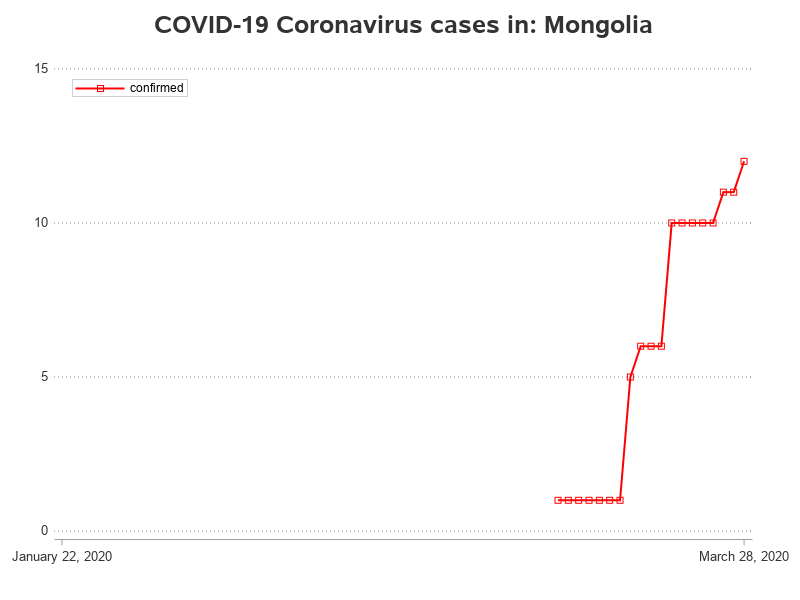 COVID-19 Coronavirus cases in: Mongolia
15
confirmed
10
5
0
January 22, 2020
March 28, 2020